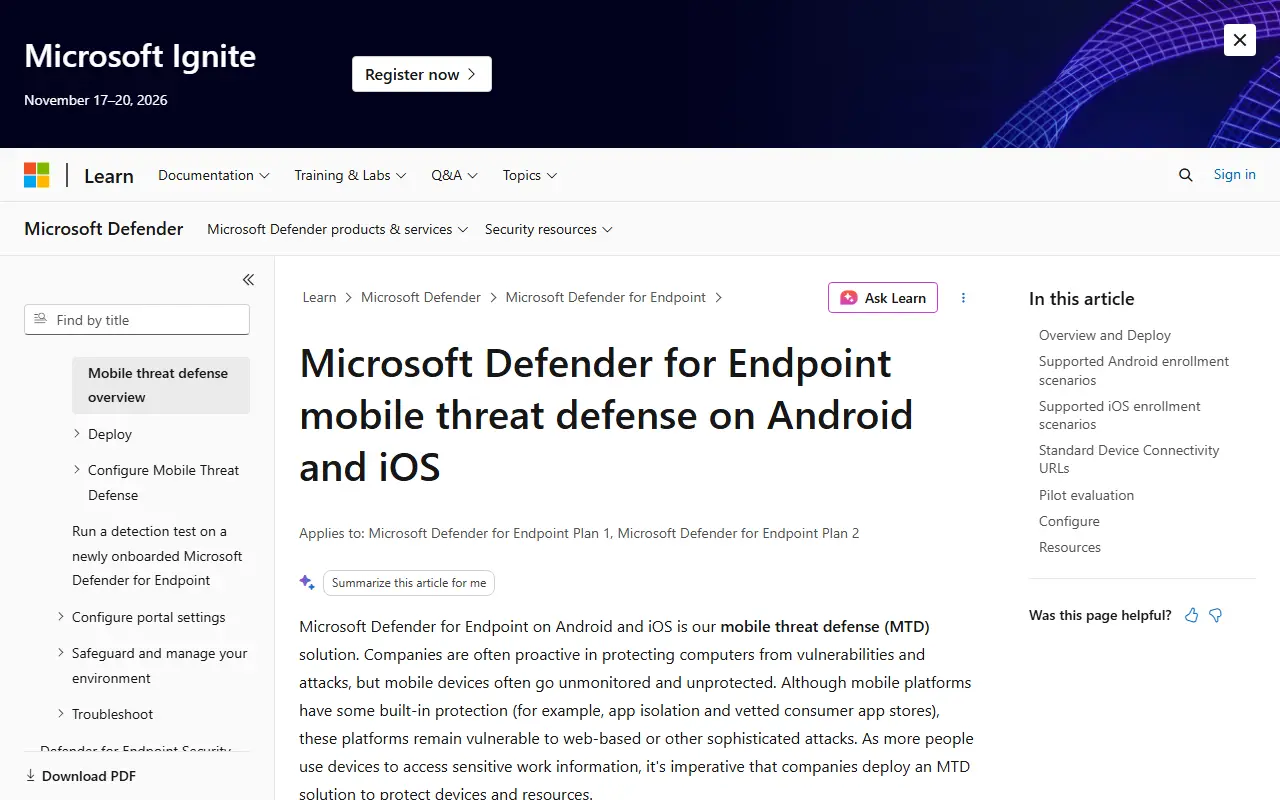 Microsoft Ignite
November 17–20, 2026
Register now
Learn
Documentation
Training & Labs
Q&A
Topics
Sign in
Microsoft Defender
Microsoft Defender products & services
Security resources
Find by title
Mobile threat defense
overview
Deploy
Configure Mobile Threat
Defense
Run a detection test on a
newly onboarded Microsoft
Defender for Endpoint
Configure portal settings
Safeguard and manage your
environment
Troubleshoot
Defender for Endpoint Security
Download PDF
Learn
Microsoft Defender
Microsoft Defender for Endpoint
Ask Learn
Microsoft Defender for Endpoint
mobile threat defense on Android
and iOS
Applies to: Microsoft Defender for Endpoint Plan 1, Microsoft Defender for Endpoint Plan 2
Summarize this article for me
Microsoft Defender for Endpoint on Android and iOS is our mobile threat defense (MTD)
solution. Companies are often proactive in protecting computers from vulnerabilities and
attacks, but mobile devices often go unmonitored and unprotected. Although mobile platforms
have some built-in protection (for example, app isolation and vetted consumer app stores),
these platforms remain vulnerable to web-based or other sophisticated attacks. As more people
use devices to access sensitive work information, it's imperative that companies deploy an MTD
solution to protect devices and resources.
In this article
Overview and Deploy
Supported Android enrollment
scenarios
Supported iOS enrollment
scenarios
Standard Device Connectivity
URLs
Pilot evaluation
Configure
Resources
Was this page helpful?